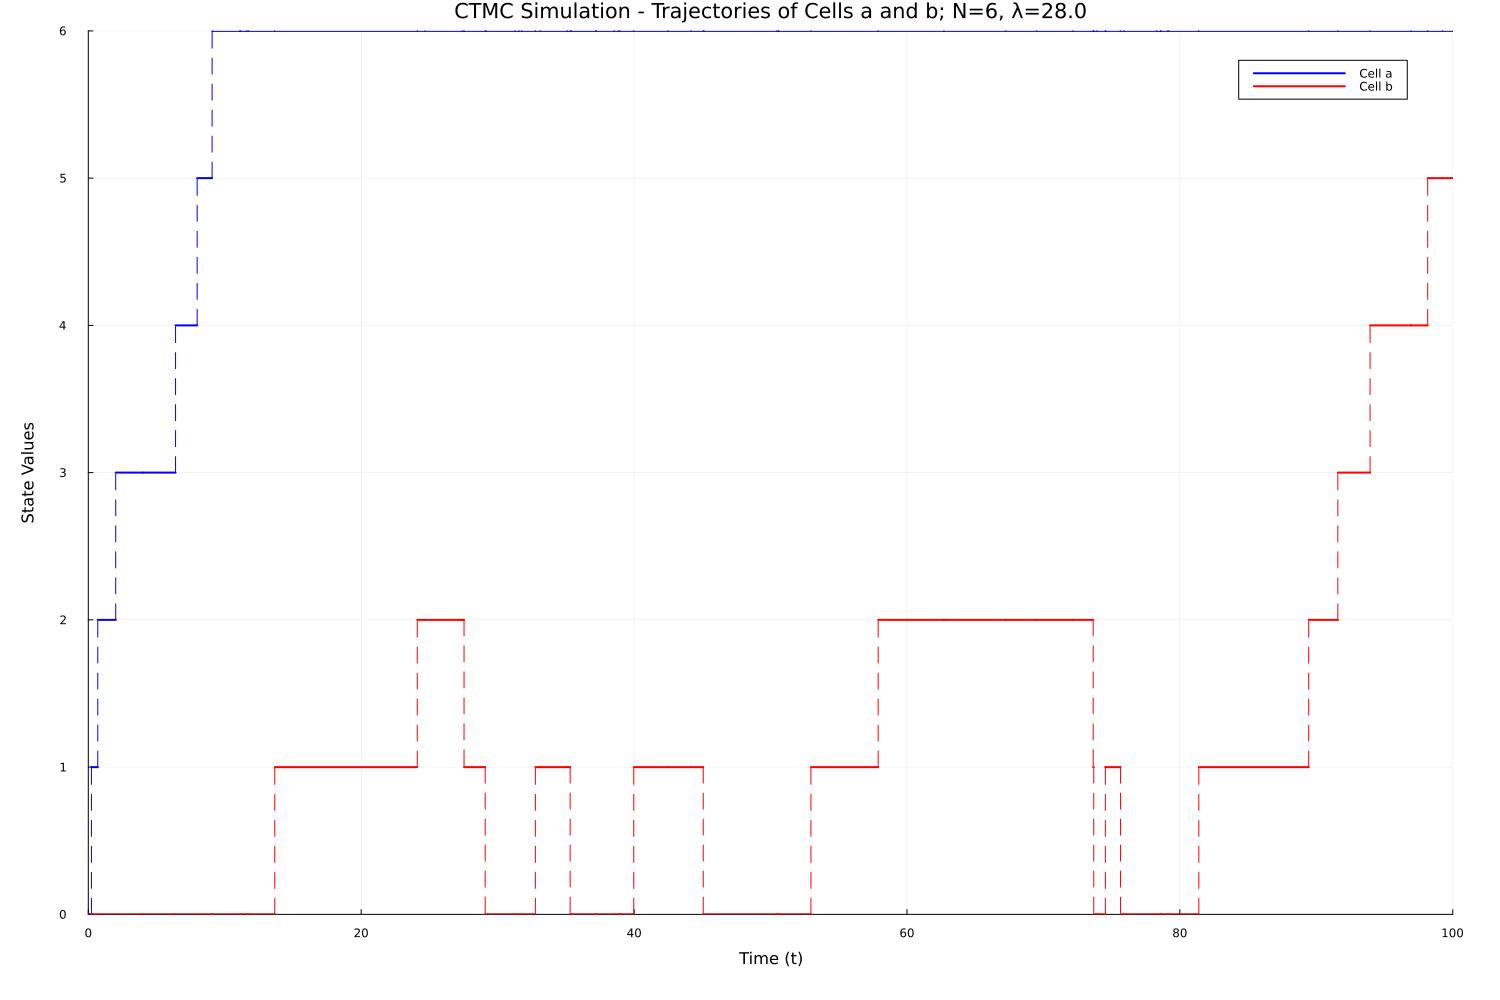 CTMC Simulation - Trajectories of Cells a and b; N=6, λ=28.0
6
Cell a
Cell b
5
4
3
State Values
2
1
0
0 20 40 60 80 100
Time (t)